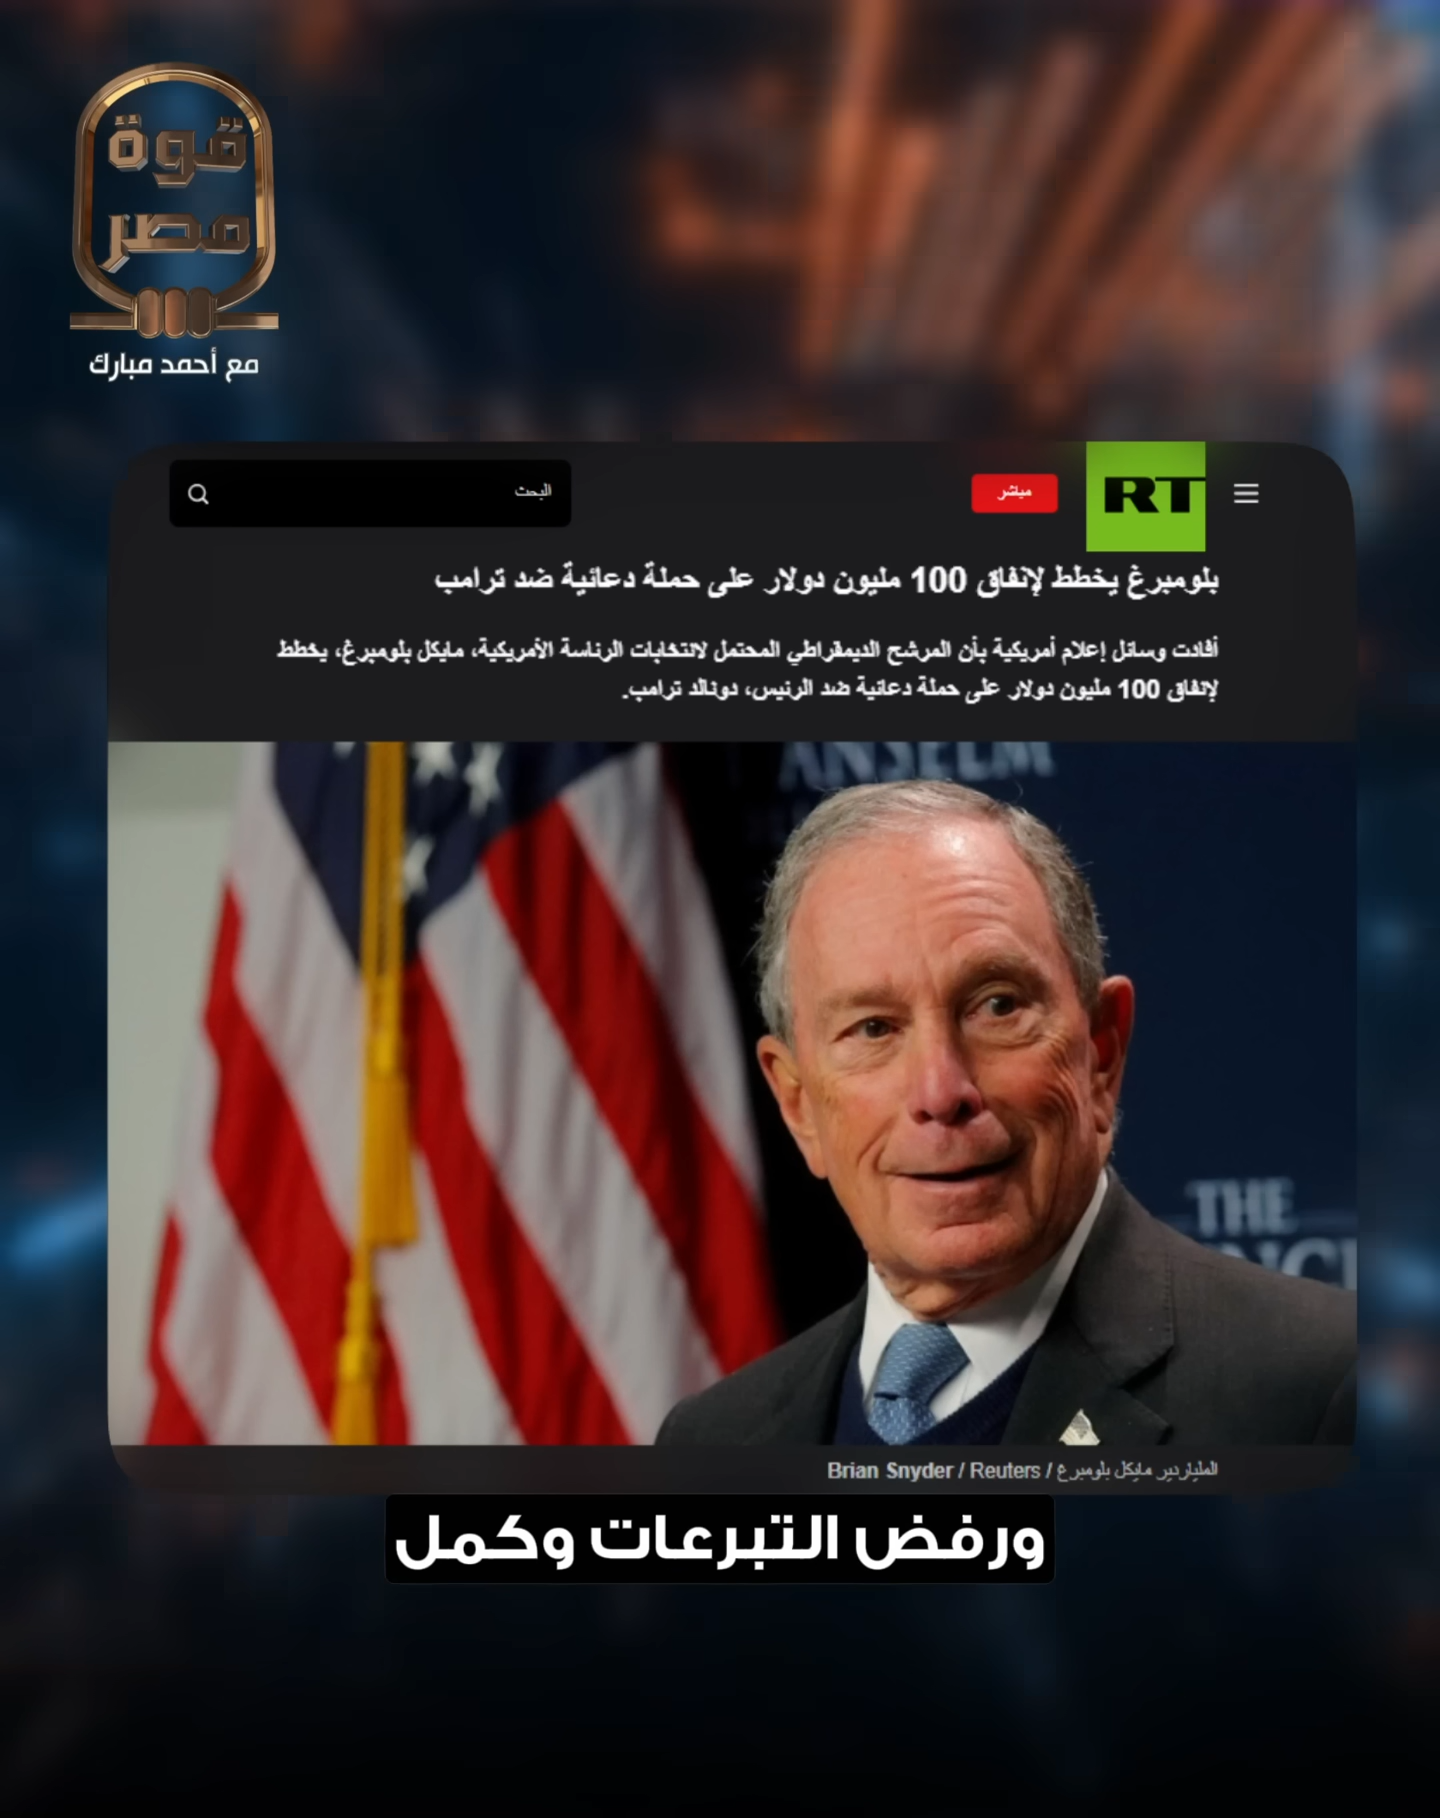 قوة
مصر
مع أحمد مبارك
RT
مباشر
البحث
بلومبرغ يخطط لإنفاق 100 مليون دولار على حملة دعائية ضد ترامب
أفادت وسائل إعلام أمريكية بأن المرشح الديمقراطي المحتمل لانتخابات الرئاسة الأمريكية، مايكل بلومبرغ، يخطط
لإنفاق 100 مليون دولار على حملة دعائية ضد الرئيس، دونالد ترامب.
ANSELM
THE
الملياردير مايكل بلومبرغ / Brian Snyder / Reuters
ورفض التبرعات وكمل